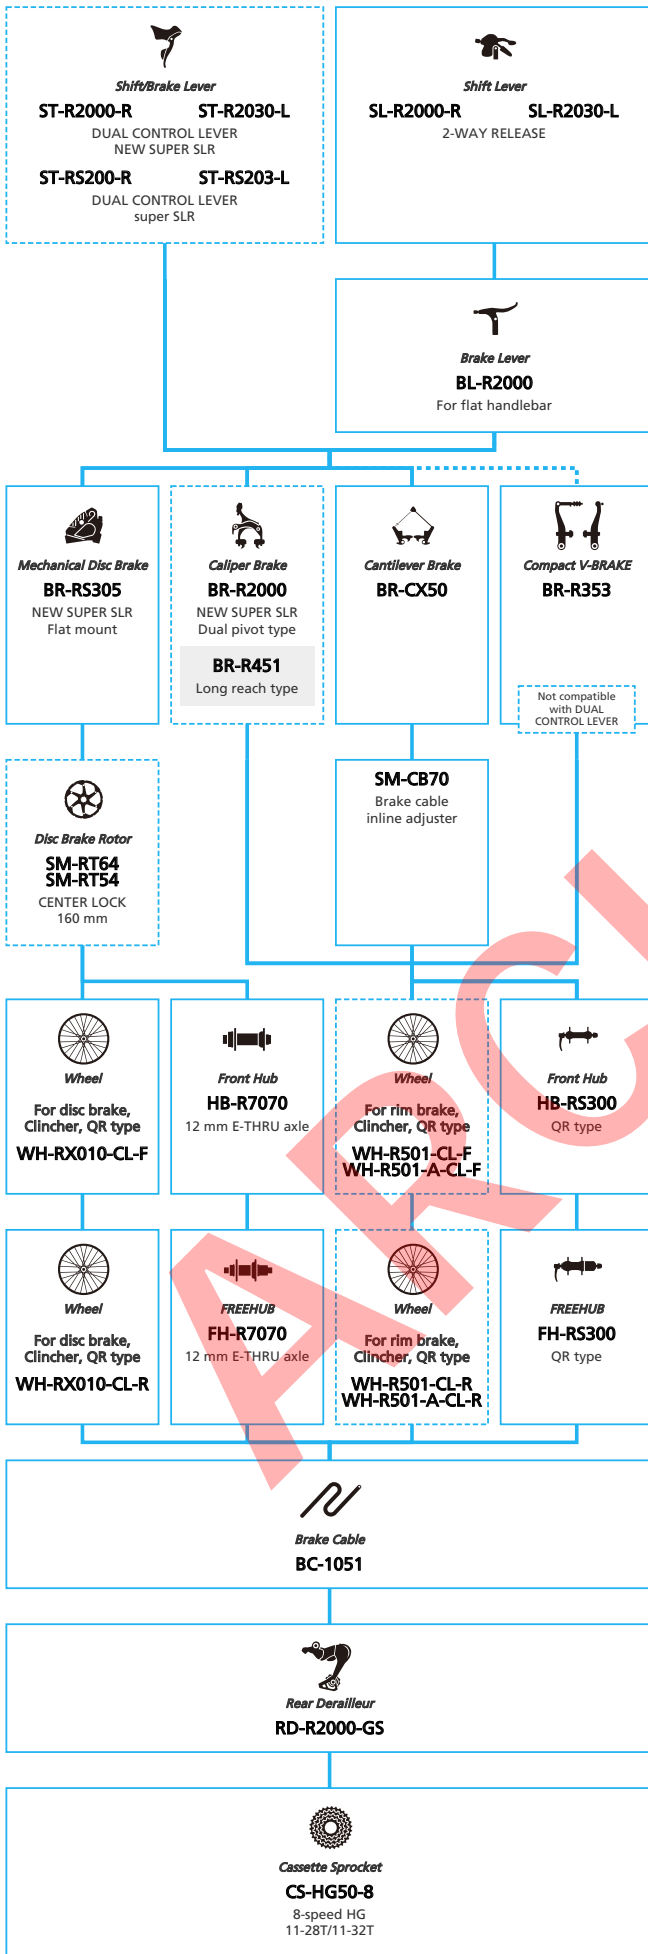 Shift/Brake Lever
ST-R2000-R ST-R2030-L
DUAL CONTROL LEVER
NEW SUPER SLR
ST-RS200-R ST-RS203-L
DUAL CONTROL LEVER
super SLR
Shift Lever
SL-R2000-R SL-R2030-L
2-WAY RELEASE
Brake Lever
BL-R2000
For flat handlebar
Mechanical Disc Brake
BR-RS305
NEW SUPER SLR
Flat mount
Caliper Brake
BR-R2000
NEW SUPER SLR
Dual pivot type
BR-R451
Long reach type
Cantilever Brake
BR-CX50
Compact V-BRAKE
BR-R353
Not compatible
with DUAL
CONTROL LEVER
Disc Brake Rotor
SM-RT64
SM-RT54
CENTER LOCK
160 mm
SM-CB70
Brake cable
inline adjuster
Wheel
For disc brake,
Clincher, QR type
WH-RX010-CL-F
Front Hub
HB-R7070
12 mm E-THRU axle
Wheel
For rim brake,
Clincher, QR type
WH-R501-CL-F
WH-R501-A-CL-F
Front Hub
HB-RS300
QR type
Wheel
For disc brake,
Clincher, QR type
WH-RX010-CL-R
FREEHUB
FH-R7070
12 mm E-THRU axle
Wheel
For rim brake,
Clincher, QR type
WH-R501-CL-R
WH-R501-A-CL-R
FREEHUB
FH-RS300
QR type
Brake Cable
BC-1051
Rear Derailleur
RD-R2000-GS
Cassette Sprocket
CS-HG50-8
8-speed HG
11-28T/11-32T
ARC